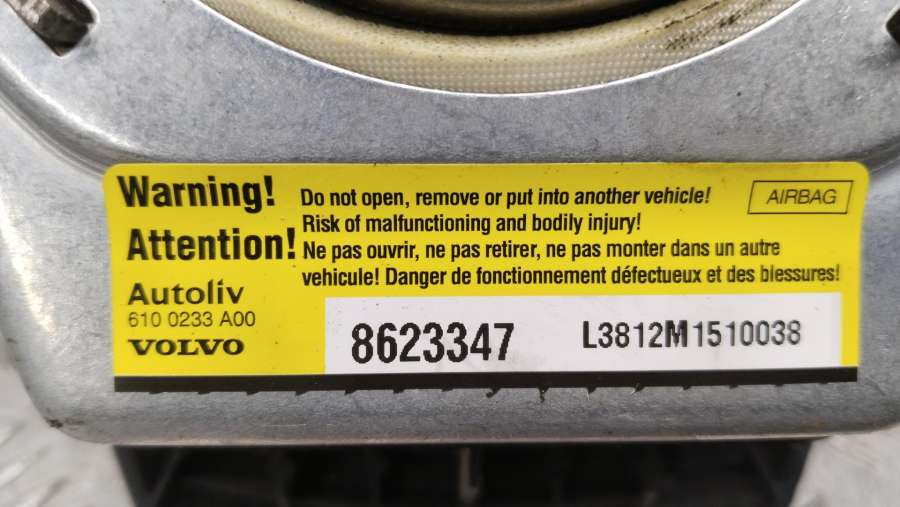 Warning!
Attention!
Do not open, remove or put into another vehicle!
Risk of malfunctioning and bodily injury!
Ne pas ouvrir, ne pas retirer, ne pas monter dans un autre
vehicule! Danger de fonctionnement défectueux et des blessures!
AIRBAG
Autoliv
610 0233 A00
VOLVO
8623347
L3812M1510038